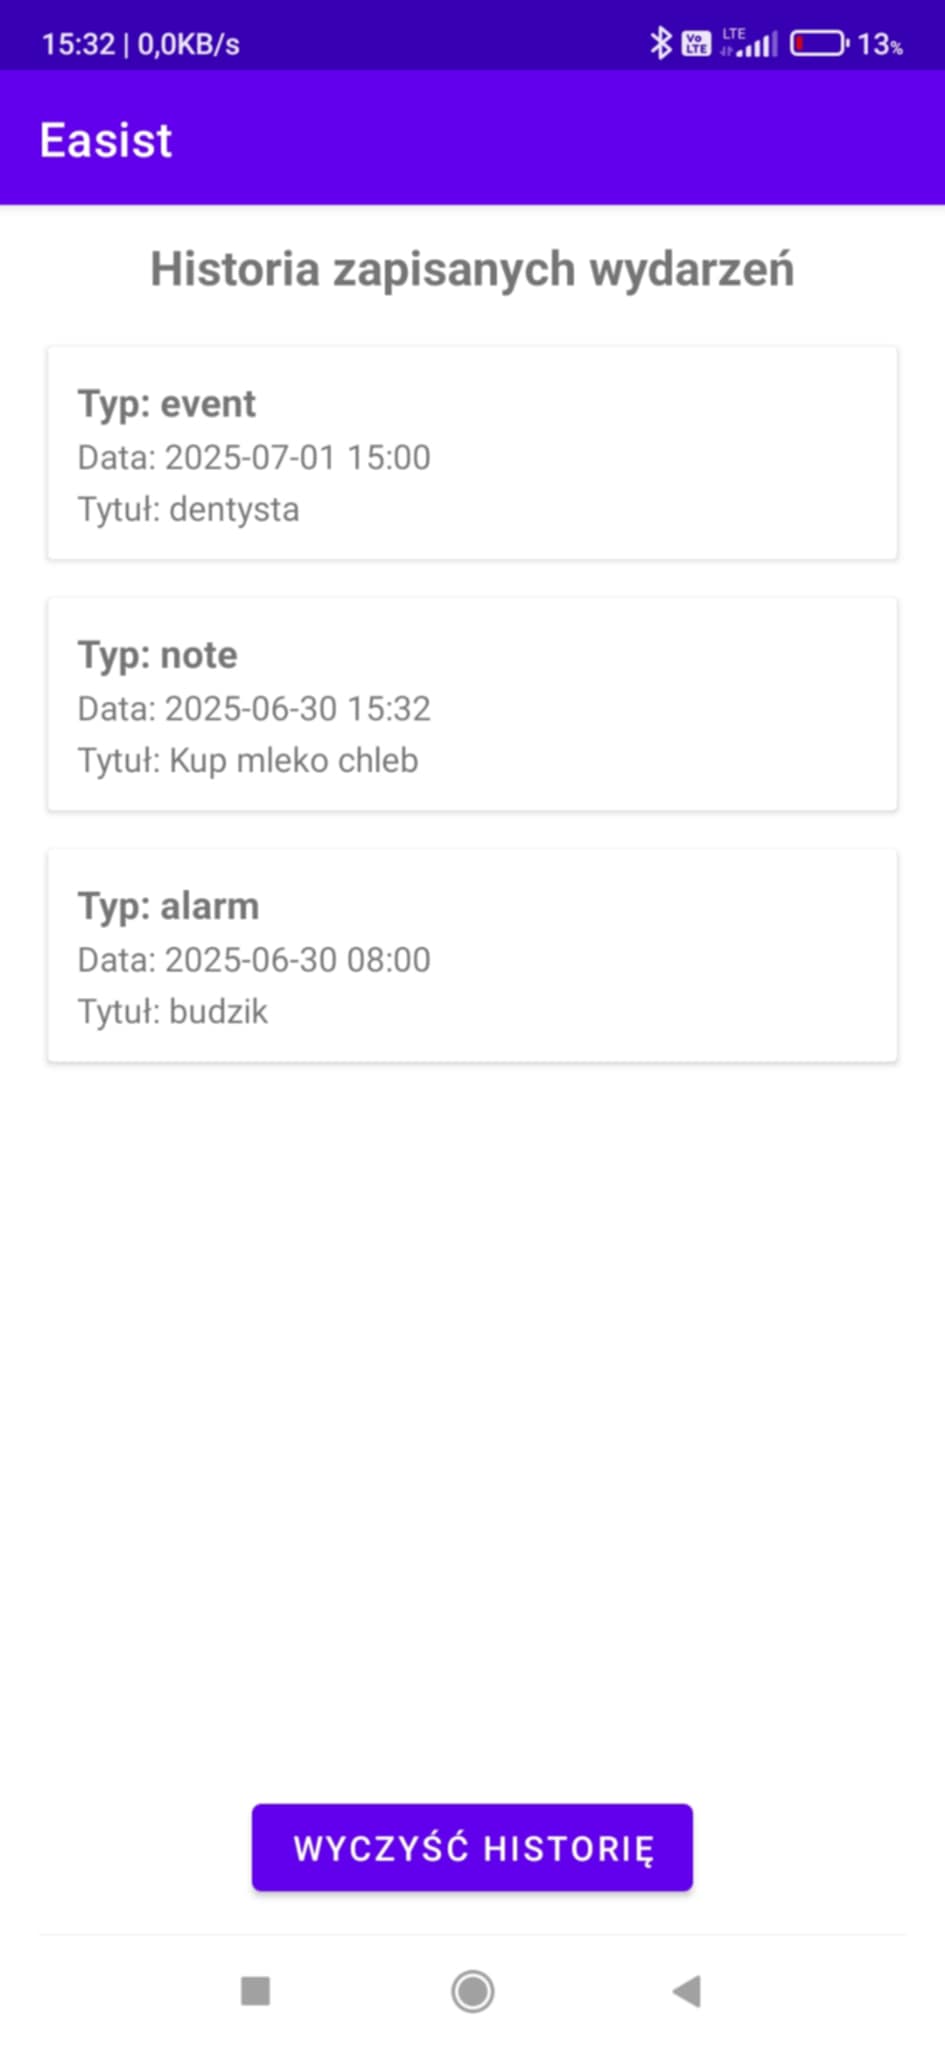 15:32 | 0,0KB/s Vo LTE LTE 13%
Easist
Historia zapisanych wydarzeń
Typ: event
Data: 2025-07-01 15:00
Tytuł: dentysta
Typ: note
Data: 2025-06-30 15:32
Tytuł: Kup mleko chleb
Typ: alarm
Data: 2025-06-30 08:00
Tytuł: budzik
WYCZYŚĆ HISTORIĘ